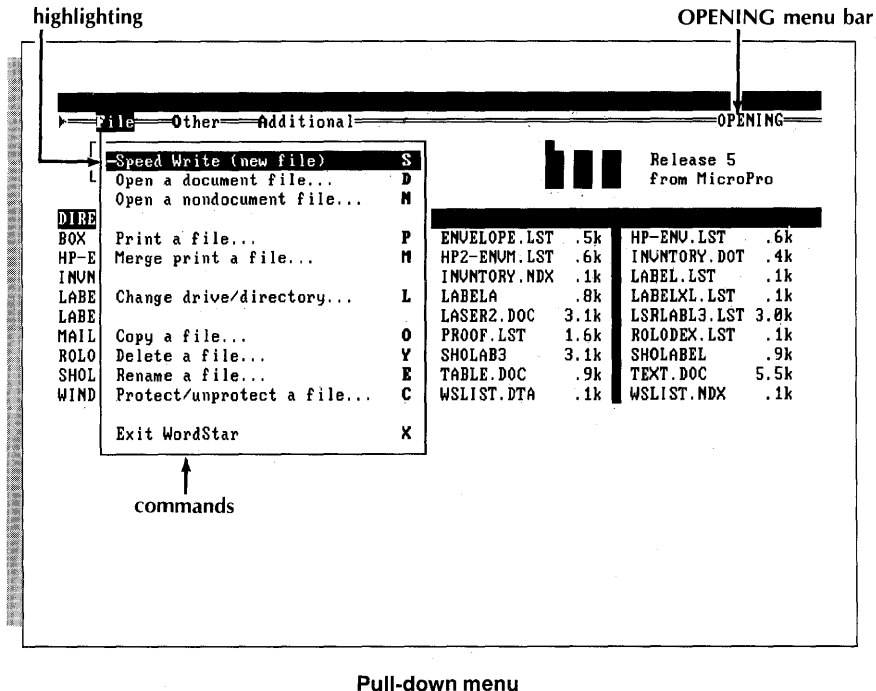 highlighting OPENING menu bar
File Other Additional OPENING
Speed Write (new file) S Release 5
Open a document file... D from MicroPro
Open a nondocument file... N
DIRE
BOX Print a file... P ENVELOPE.LST .5k HP-ENV.LST .6k
HP-E Merge print a file... M HP2-ENVM.LST .6k INVNTORY.DOT .4k
INVN INVNTORY.NDX .1k LABEL.LST .1k
LABE Change drive/directory... L LABELA .8k LABELXL.LST .1k
LABE LASER2.DOC 3.1k LSRLABL3.LST 3.0k
MAIL Copy a file... O PROOF.LST 1.6k ROLODEX.LST .1k
ROLO Delete a file... Y SHOLAB3 3.1k SHOLABEL .9k
SHOL Rename a file... E TABLE.DOC .9k TEXT.DOC 5.5k
WIND Protect/unprotect a file... C WSLIST.DTA .1k WSLIST.NDX .1k
Exit WordStar X
commands
Pull-down menu